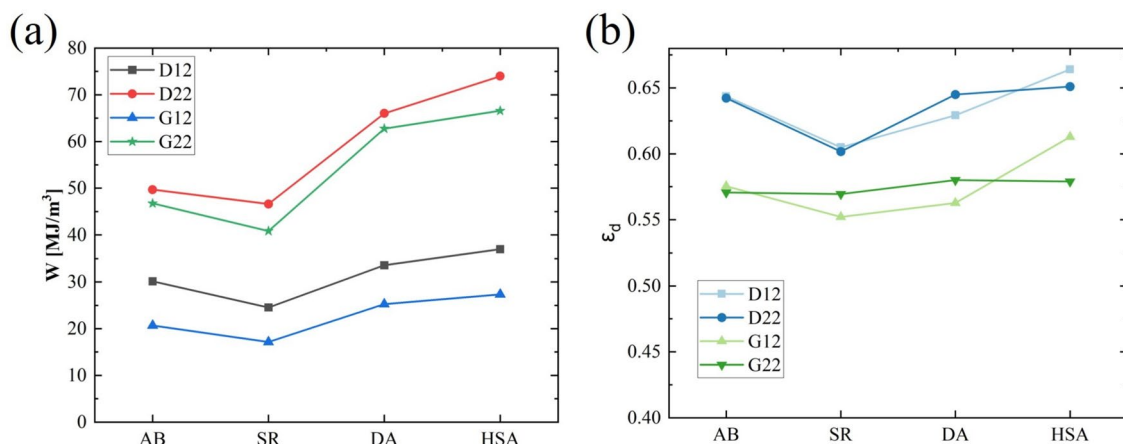 (a)
80
70
60
50
40
30
20
10
0
W [MJ/m³]
D12
D22
G12
G22
AB SR DA HSA
(b)
0.65
0.60
0.55
0.50
0.45
0.40
εd
D12
D22
G12
G22
AB SR DA HSA